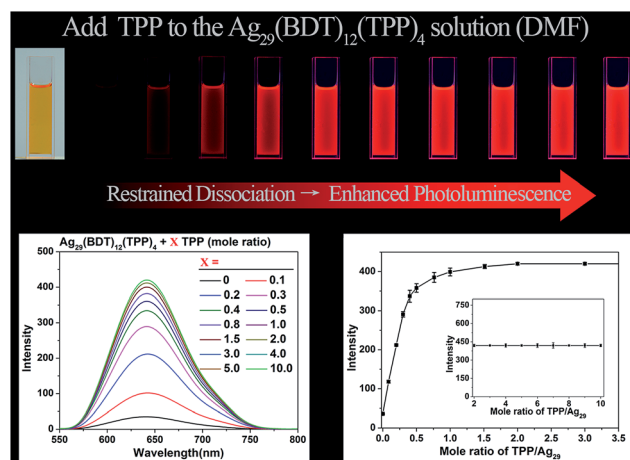 Add TPP to the Ag29(BDT)12(TPP)4 solution (DMF)
Restrained Dissociation → Enhanced Photoluminescence
Ag29(BDT)12(TPP)4 + X TPP (mole ratio)
X =
0 0.1
0.2 0.3
0.4 0.5
0.8 1.0
1.5 2.0
3.0 4.0
5.0 10.0
Intensity
500
400
300
200
100
0
550 600 650 700 750 800
Wavelength(nm)
Intensity
400
300
200
100
0
0.0 0.5 1.0 1.5 2.0 2.5 3.0 3.5
Mole ratio of TPP/Ag29
Intensity
750
600
450
300
150
0
2 4 6 8 10
Mole ratio of TPP/Ag29